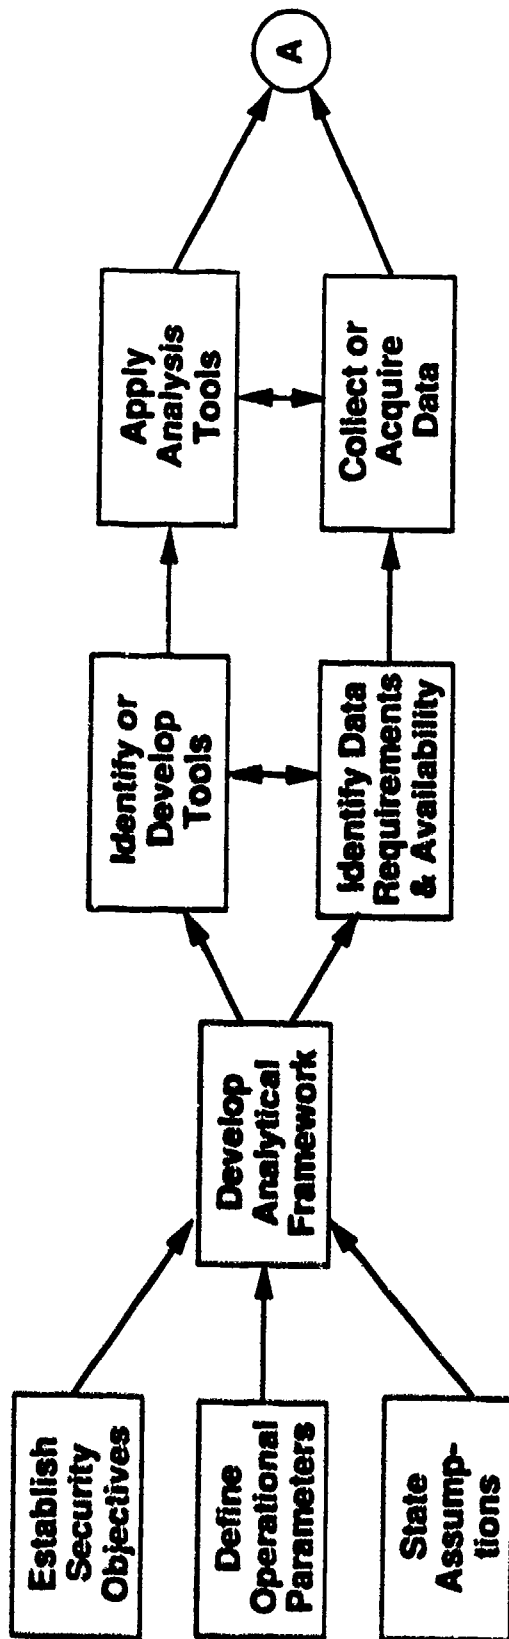 Establish
Security
Objectives
Define
Operational
Parameters
State
Assump-
tions
Develop
Analytical
Framework
Identify or
Develop
Tools
Identify Data
Requirements
& Availability
Apply
Analysis
Tools
Collect or
Acquire
Data
A